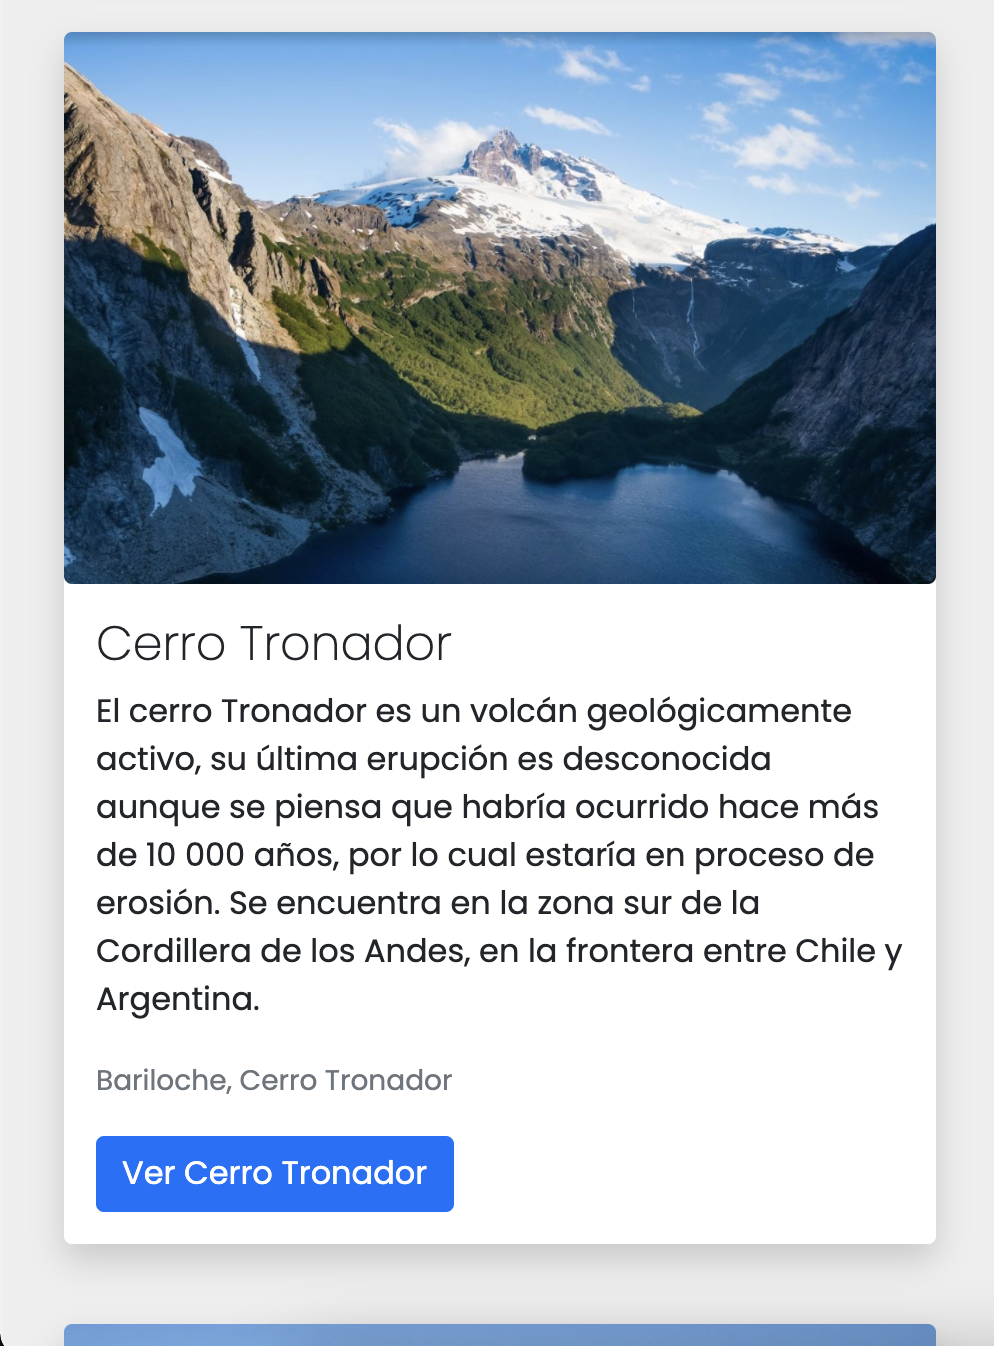 Cerro Tronador
El cerro Tronador es un volcán geológicamente
activo, su última erupción es desconocida
aunque se piensa que habría ocurrido hace más
de 10 000 años, por lo cual estaría en proceso de
erosión. Se encuentra en la zona sur de la
Cordillera de los Andes, en la frontera entre Chile y
Argentina.
Bariloche, Cerro Tronador
Ver Cerro Tronador